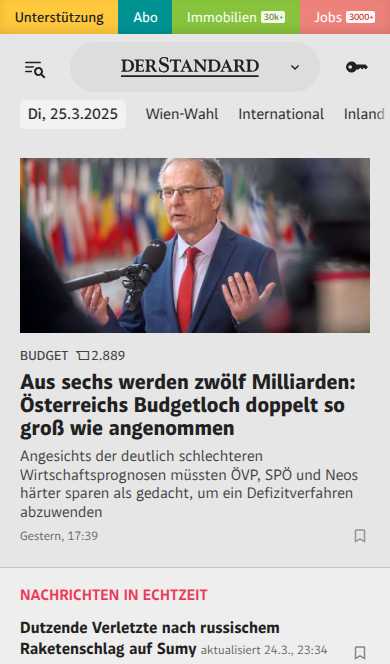 Unterstützung Abo Immobilien 30k+ Jobs 3000+
DERSTANDARD
Di, 25.3.2025 Wien-Wahl International Inland
BUDGET 2.889
Aus sechs werden zwölf Milliarden:
Österreichs Budgetloch doppelt so
groß wie angenommen
Angesichts der deutlich schlechteren
Wirtschaftsprognosen müssten ÖVP, SPÖ und Neos
härter sparen als gedacht, um ein Defizitverfahren
abzuwenden
Gestern, 17:39
NACHRICHTEN IN ECHTZEIT
Dutzende Verletzte nach russischem
Raketenschlag auf Sumy aktualisiert 24.3., 23:34